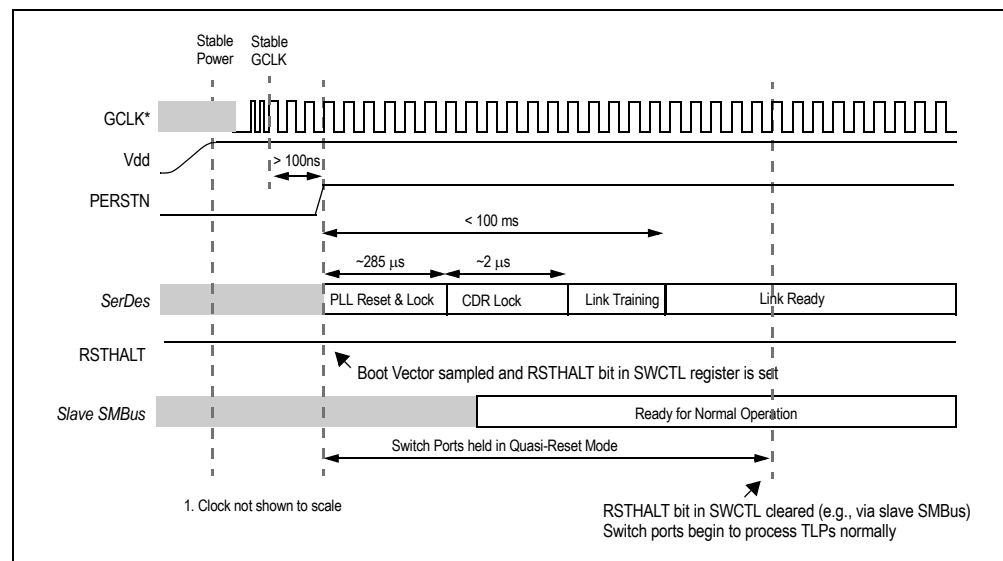 Stable
Power
Stable
GCLK
GCLK*
Vdd
> 100ns
PERSTN
< 100 ms
~285 μs
~2 μs
SerDes
PLL Reset & Lock
CDR Lock
Link Training
Link Ready
RSTHALT
Boot Vector sampled and RSTHALT bit in SWCTL register is set
Slave SMBus
Ready for Normal Operation
Switch Ports held in Quasi-Reset Mode
1. Clock not shown to scale
RSTHALT bit in SWCTL cleared (e.g., via slave SMBus)
Switch ports begin to process TLPs normally